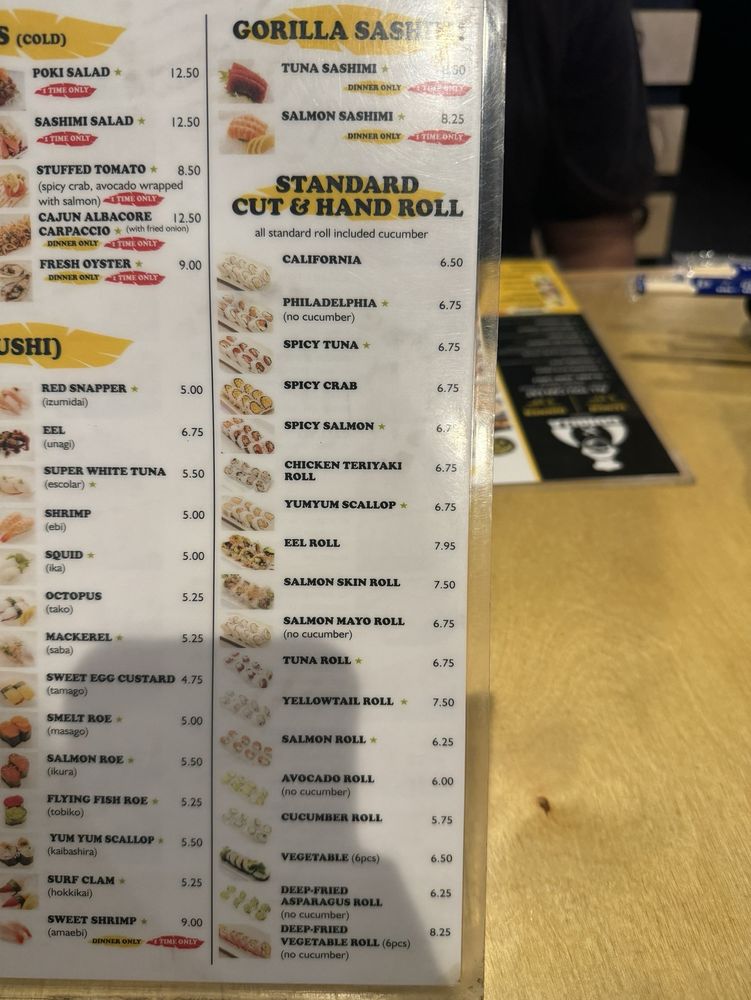 S (COLD)
POKI SALAD ★ 12.50
1 TIME ONLY
SASHIMI SALAD ★ 12.50
1 TIME ONLY
STUFFED TOMATO ★ 8.50
(spicy crab, avocado wrapped
with salmon) 1 TIME ONLY
CAJUN ALBACORE 12.50
CARPACCIO ★ (with fried onion)
DINNER ONLY 1 TIME ONLY
FRESH OYSTER ★ 9.00
DINNER ONLY 1 TIME ONLY
USHI)
RED SNAPPER ★ 5.00
(izumidai)
EEL 6.75
(unagi)
SUPER WHITE TUNA 5.50
(escolar) ★
SHRIMP 5.00
(ebi)
SQUID ★ 5.00
(ika)
OCTOPUS 5.25
(tako)
MACKEREL ★ 5.25
(saba)
SWEET EGG CUSTARD 4.75
(tamago)
SMELT ROE ★ 5.00
(masago)
SALMON ROE ★ 5.50
(ikura)
FLYING FISH ROE ★ 5.25
(tobiko)
YUM YUM SCALLOP ★ 5.50
(kaibashira)
SURF CLAM ★ 5.25
(hokkikai)
SWEET SHRIMP ★ 9.00
(amaebi) DINNER ONLY 1 TIME ONLY
GORILLA SASHIMI
TUNA SASHIMI ★
DINNER ONLY 1 TIME ONLY
SALMON SASHIMI ★ 8.25
DINNER ONLY 1 TIME ONLY
STANDARD
CUT & HAND ROLL
all standard roll included cucumber
CALIFORNIA 6.50
PHILADELPHIA ★ 6.75
(no cucumber)
SPICY TUNA ★ 6.75
SPICY CRAB 6.75
SPICY SALMON ★ 6.7
CHICKEN TERIYAKI 6.75
ROLL
YUMYUM SCALLOP ★ 6.75
EEL ROLL 7.95
SALMON SKIN ROLL 7.50
SALMON MAYO ROLL 6.75
(no cucumber)
TUNA ROLL ★ 6.75
YELLOWTAIL ROLL ★ 7.50
SALMON ROLL ★ 6.25
AVOCADO ROLL 6.00
(no cucumber)
CUCUMBER ROLL 5.75
VEGETABLE (6pcs) 6.50
DEEP-FRIED 6.25
ASPARAGUS ROLL
(no cucumber)
DEEP-FRIED 8.25
VEGETABLE ROLL (6pcs)
(no cucumber)